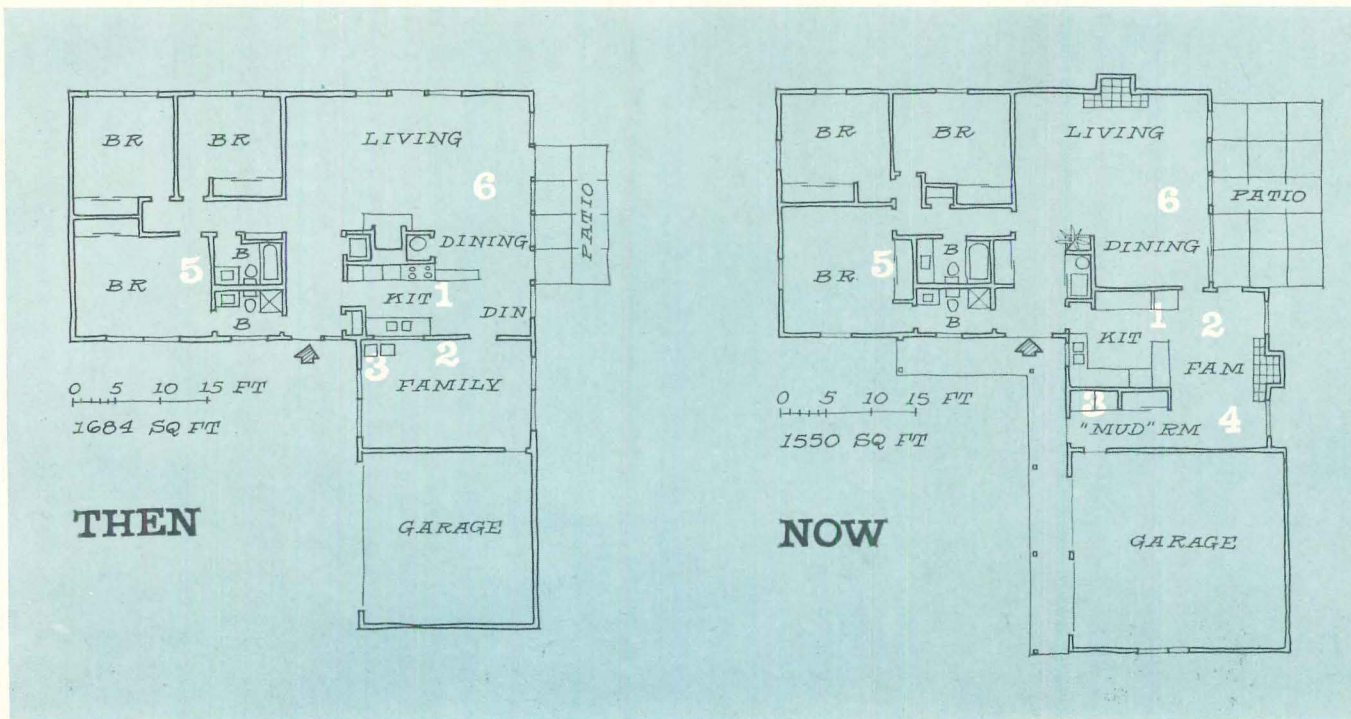 BR
BR
LIVING
6
PATIO
DINING
B
5
BR
1
KIT
DIN
B
2
3
FAMILY
0 5 10 15 FT
1684 SQ FT
THEN
GARAGE
BR
BR
LIVING
6
PATIO
DINING
B
5
BR
B
1
2
KIT
FAM
0 5 10 15 FT
3
4
"MUD" RM
1550 SQ FT
NOW
GARAGE